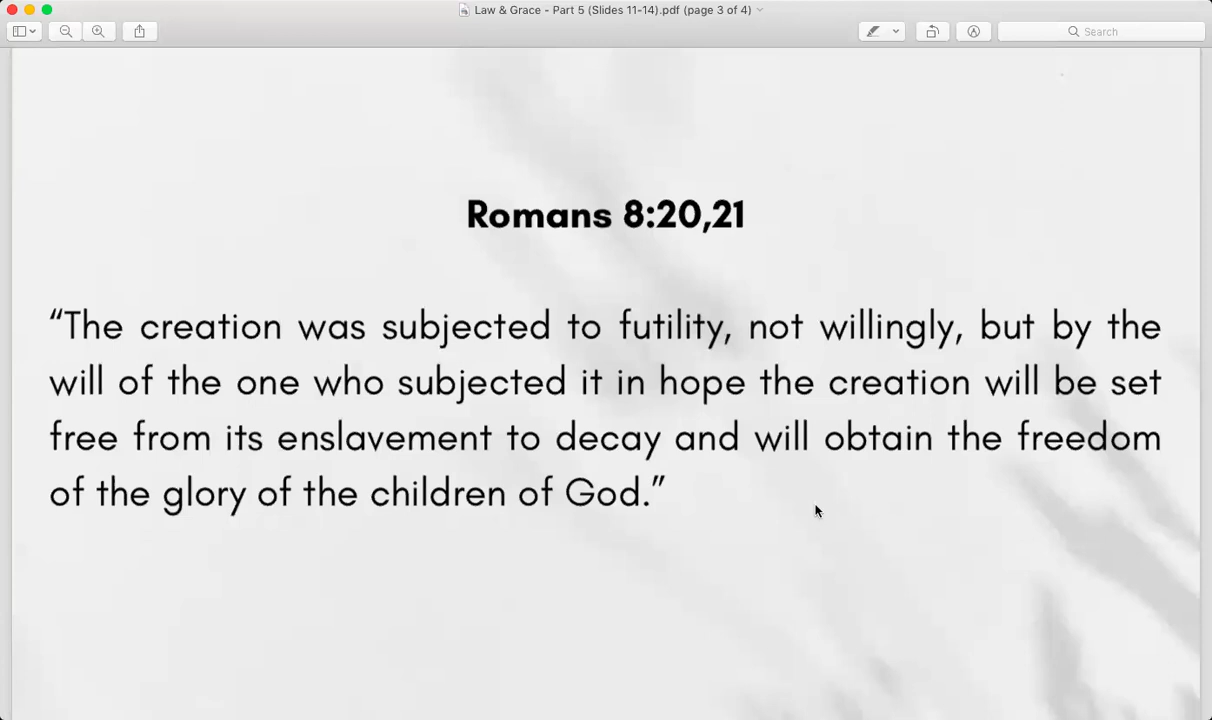 Law & Grace - Part 5 (Slides 11-14).pdf (page 3 of 4)
Search
Romans 8:20,21
“The creation was subjected to futility, not willingly, but by the
will of the one who subjected it in hope the creation will be set
free from its enslavement to decay and will obtain the freedom
of the glory of the children of God.”